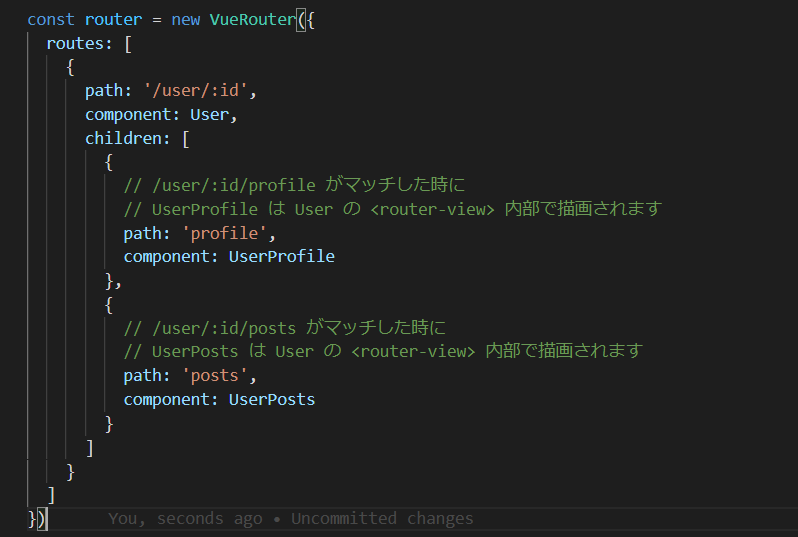 const router = new VueRouter({
  routes: [
    {
      path: '/user/:id',
      component: User,
      children: [
        {
          // /user/:id/profile がマッチした時に
          // UserProfile は User の <router-view> 内部で描画されます
          path: 'profile',
          component: UserProfile
        },
        {
          // /user/:id/posts がマッチした時に
          // UserPosts は User の <router-view> 内部で描画されます
          path: 'posts',
          component: UserPosts
        }
      ]
    }
  ]
})      You, seconds ago • Uncommitted changes